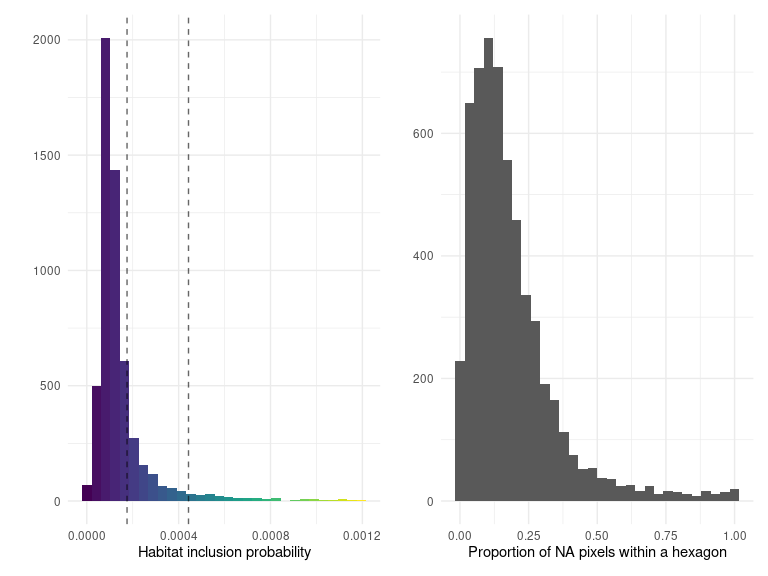 2000
1500
1000
500
0
0.0000 0.0004 0.0008 0.0012
Habitat inclusion probability
600
400
200
0
0.00 0.25 0.50 0.75 1.00
Proportion of NA pixels within a hexagon